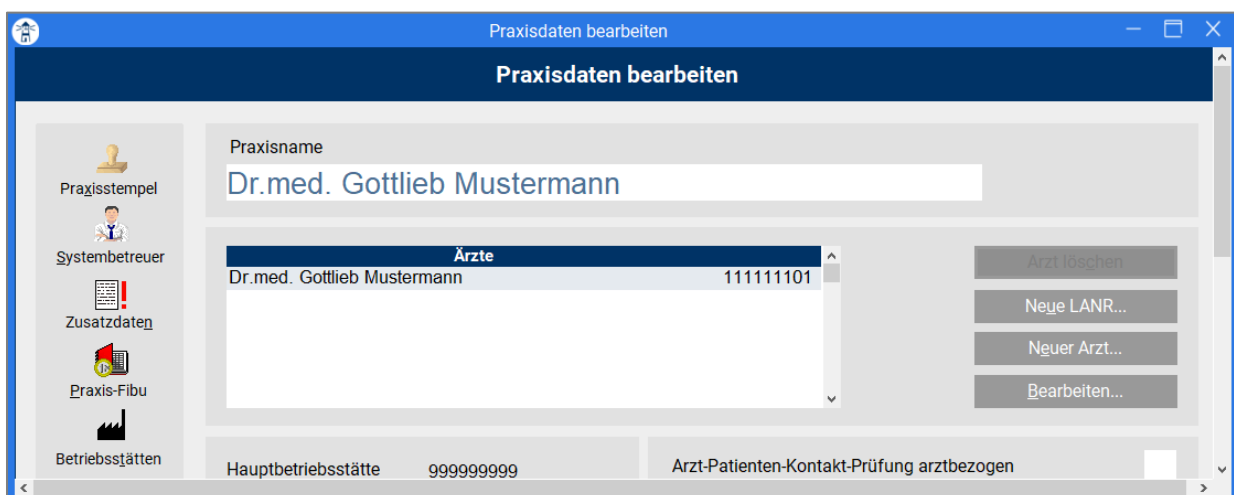 Praxisdaten bearbeiten
Praxisdaten bearbeiten
Praxisstempel
Systembetreuer
Zusatzdaten
Praxis-Fibu
Betriebsstätten
Praxisname
Dr.med. Gottlieb Mustermann
Ärzte
Dr.med. Gottlieb Mustermann 111111101
Arzt löschen
Neue LANR...
Neuer Arzt...
Bearbeiten...
Hauptbetriebsstätte 999999999
Arzt-Patienten-Kontakt-Prüfung arztbezogen